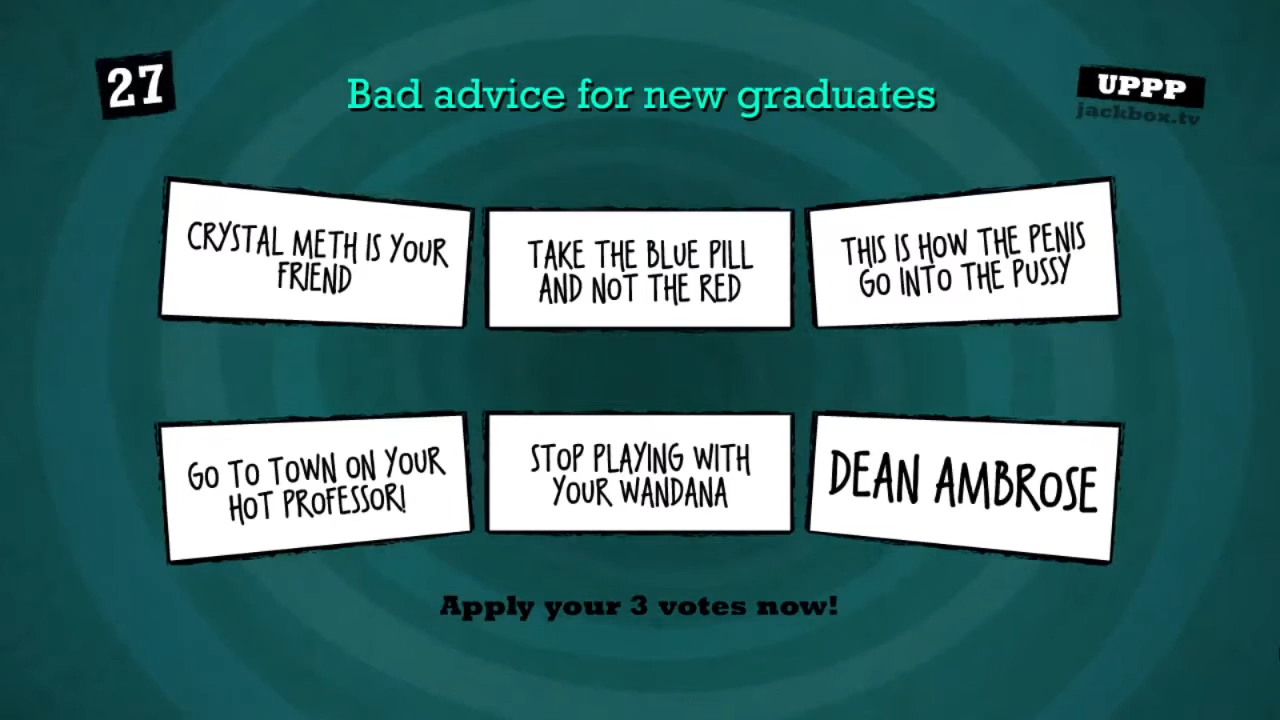 27
Bad advice for new graduates
UPPP
jackbox.tv
CRYSTAL METH IS YOUR
FRIEND
TAKE THE BLUE PILL
AND NOT THE RED
THIS IS HOW THE PENIS
GO INTO THE PUSSY
GO TO TOWN ON YOUR
HOT PROFESSOR!
STOP PLAYING WITH
YOUR WANDANA
DEAN AMBROSE
Apply your 3 votes now!